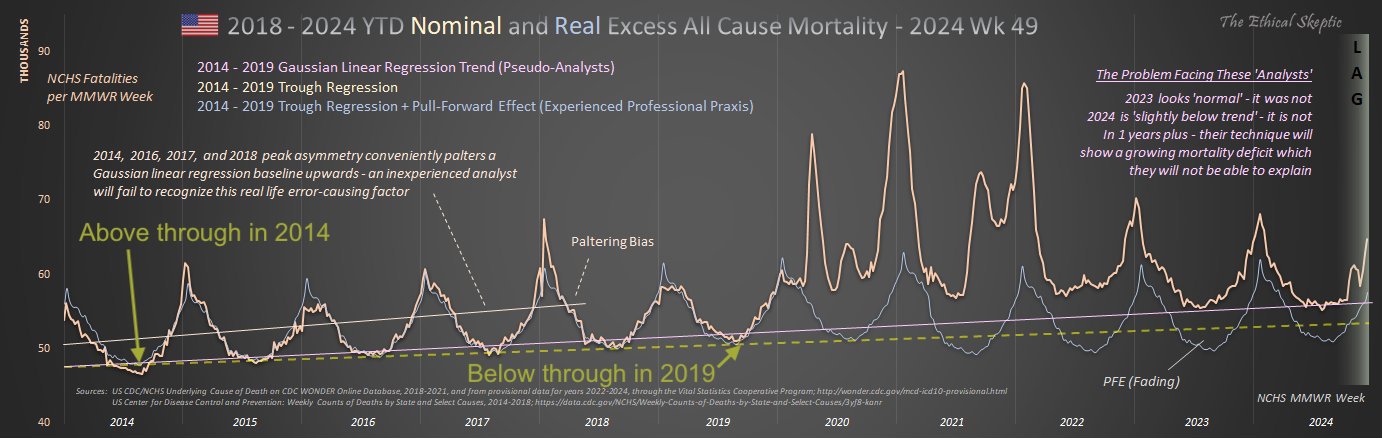 2018 - 2024 YTD Nominal and Real Excess All Cause Mortality - 2024 Wk 49
The Ethical Skeptic
THOUSANDS
90
80
70
60
50
40
NCHS Fatalities
per MMWR Week
2014 - 2019 Gaussian Linear Regression Trend (Pseudo-Analysts)
2014 - 2019 Trough Regression
2014 - 2019 Trough Regression + Pull-Forward Effect (Experienced Professional Praxis)
The Problem Facing These 'Analysts'
2023 looks 'normal' - it was not
2024 is 'slightly below trend' - it is not
In 1 years plus - their technique will
show a growing mortality deficit which
they will not be able to explain
L
A
G
2014, 2016, 2017, and 2018 peak asymmetry conveniently palters a
Gaussian linear regression baseline upwards - an inexperienced analyst
will fail to recognize this real life error-causing factor
Above through in 2014
Paltering Bias
Below through in 2019
PFE (Fading)
Sources: US CDC/NCHS Underlying Cause of Death on CDC WONDER Online Database, 2018-2021, and from provisional data for years 2022-2024, through the Vital Statistics Cooperative Program; http://wonder.cdc.gov/mcd-icd10-provisional.html
US Center for Disease Control and Prevention: Weekly Counts of Deaths by State and Select Causes, 2014-2018; https://data.cdc.gov/NCHS/Weekly-Counts-of-Deaths-by-State-and-Select-Causes/3yf8-kanr
NCHS MMWR Week
2014 2015 2016 2017 2018 2019 2020 2021 2022 2023 2024